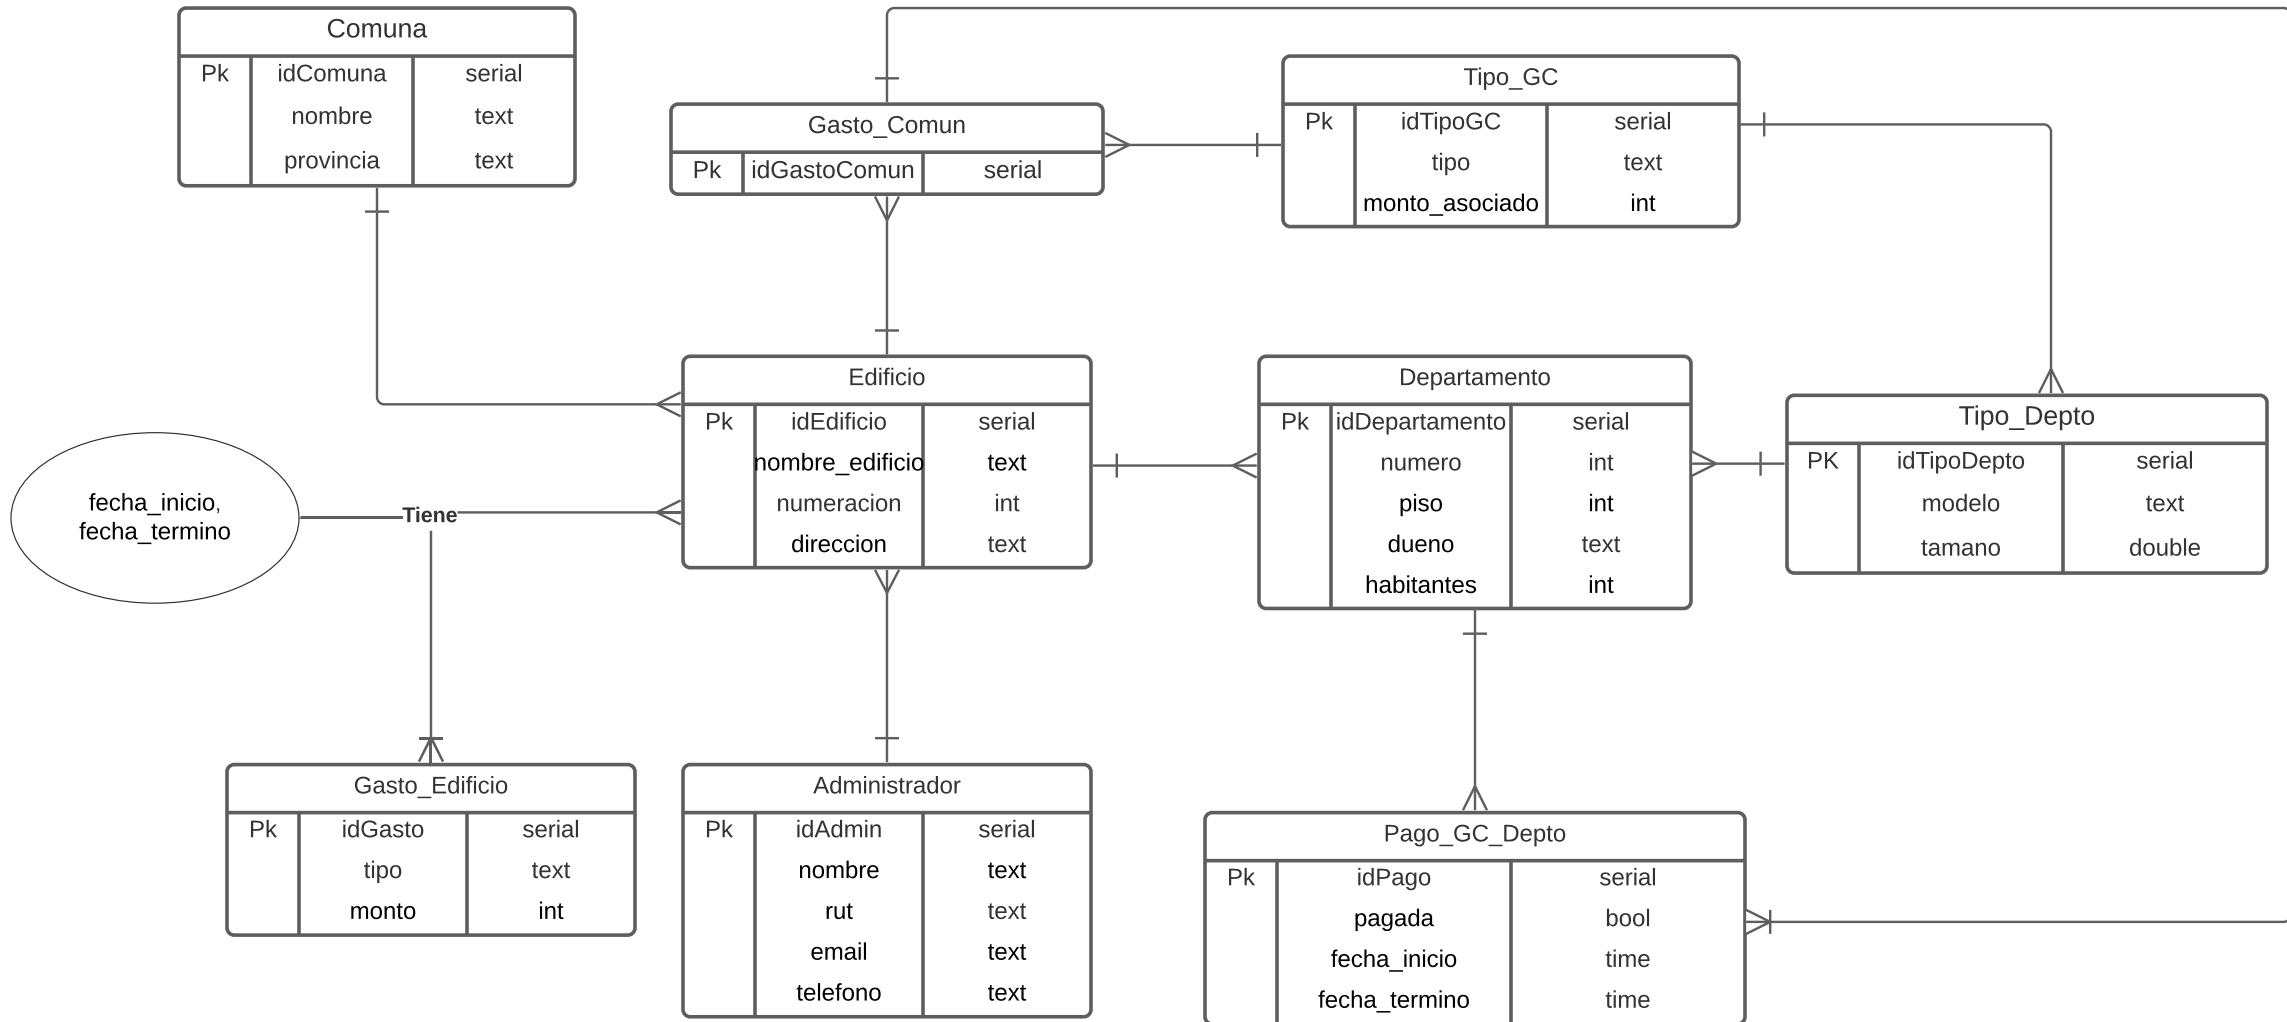 Comuna
Pk idComuna serial
nombre text
provincia text
Gasto_Comun
Pk idGastoComun serial
Tipo_GC
Pk idTipoGC serial
tipo text
monto_asociado int
Edificio
Pk idEdificio serial
nombre_edificio text
numeracion int
direccion text
Departamento
Pk idDepartamento serial
numero int
piso int
dueno text
habitantes int
Tipo_Depto
PK idTipoDepto serial
modelo text
tamano double
fecha_inicio,
fecha_termino
Tiene
Gasto_Edificio
Pk idGasto serial
tipo text
monto int
Administrador
Pk idAdmin serial
nombre text
rut text
email text
telefono text
Pago_GC_Depto
Pk idPago serial
pagada bool
fecha_inicio time
fecha_termino time